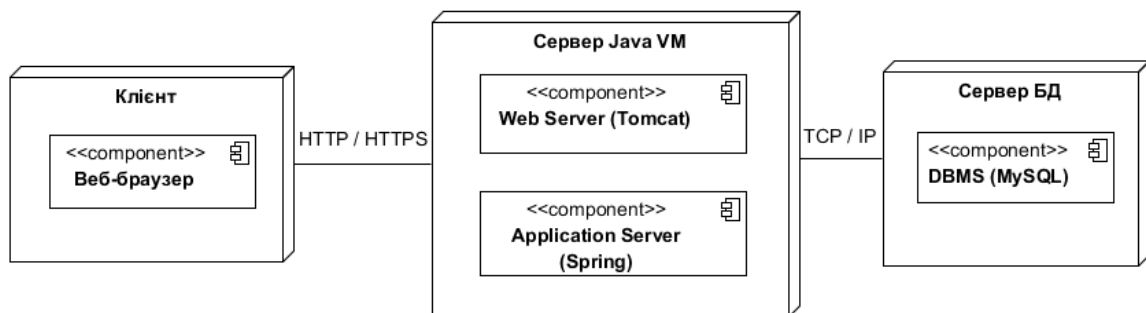 Клієнт
<<component>>
Веб-браузер
HTTP / HTTPS
Сервер Java VM
<<component>>
Web Server (Tomcat)
<<component>>
Application Server
(Spring)
TCP / IP
Сервер БД
<<component>>
DBMS (MySQL)